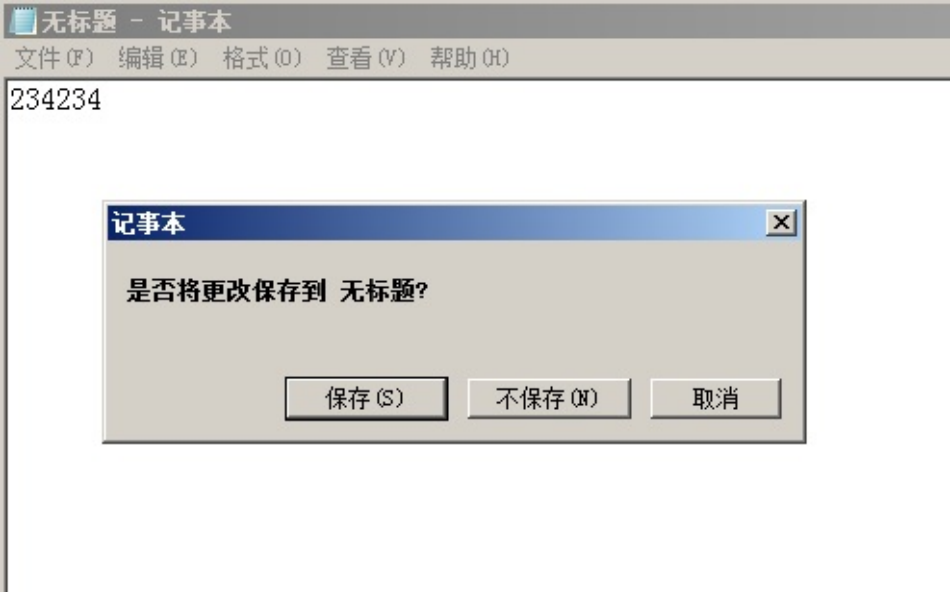 无标题 - 记事本
文件(F) 编辑(E) 格式(O) 查看(V) 帮助(H)
234234
记事本
是否将更改保存到 无标题?
保存(S) 不保存(N) 取消